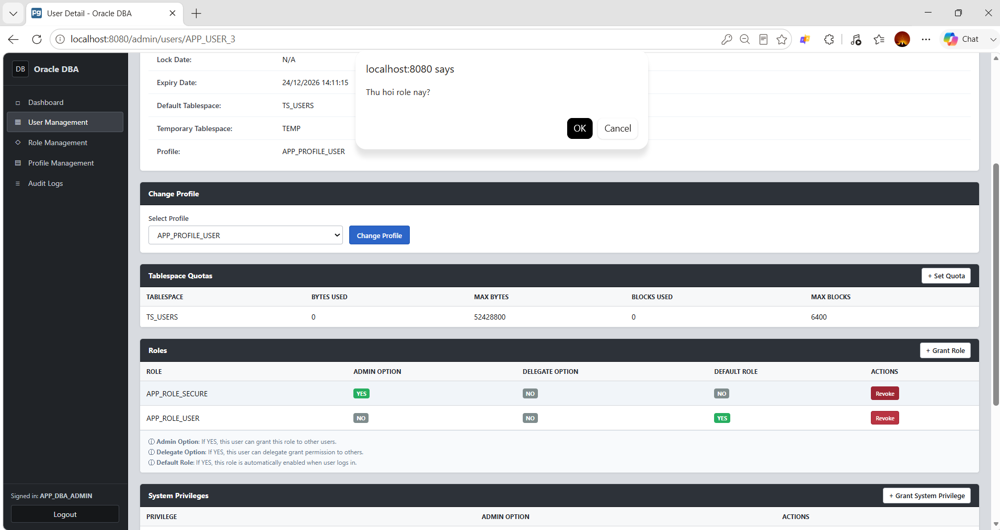 pg User Detail - Oracle DBA
localhost:8080/admin/users/APP_USER_3
Chat
DB Oracle DBA
Dashboard
User Management
Role Management
Profile Management
Audit Logs
Signed in: APP_DBA_ADMIN
Logout
localhost:8080 says
Thu hoi role nay?
OK Cancel
Lock Date: N/A
Expiry Date: 24/12/2026 14:11:15
Default Tablespace: TS_USERS
Temporary Tablespace: TEMP
Profile: APP_PROFILE_USER
Change Profile
Select Profile
APP_PROFILE_USER Change Profile
Tablespace Quotas + Set Quota
TABLESPACE BYTES USED MAX BYTES BLOCKS USED MAX BLOCKS
TS_USERS 0 52428800 0 6400
Roles + Grant Role
ROLE ADMIN OPTION DELEGATE OPTION DEFAULT ROLE ACTIONS
APP_ROLE_SECURE YES NO NO Revoke
APP_ROLE_USER NO NO YES Revoke
ⓘ Admin Option: If YES, this user can grant this role to other users.
ⓘ Delegate Option: If YES, this user can delegate grant permission to others.
ⓘ Default Role: If YES, this role is automatically enabled when user logs in.
System Privileges + Grant System Privilege
PRIVILEGE ADMIN OPTION ACTIONS